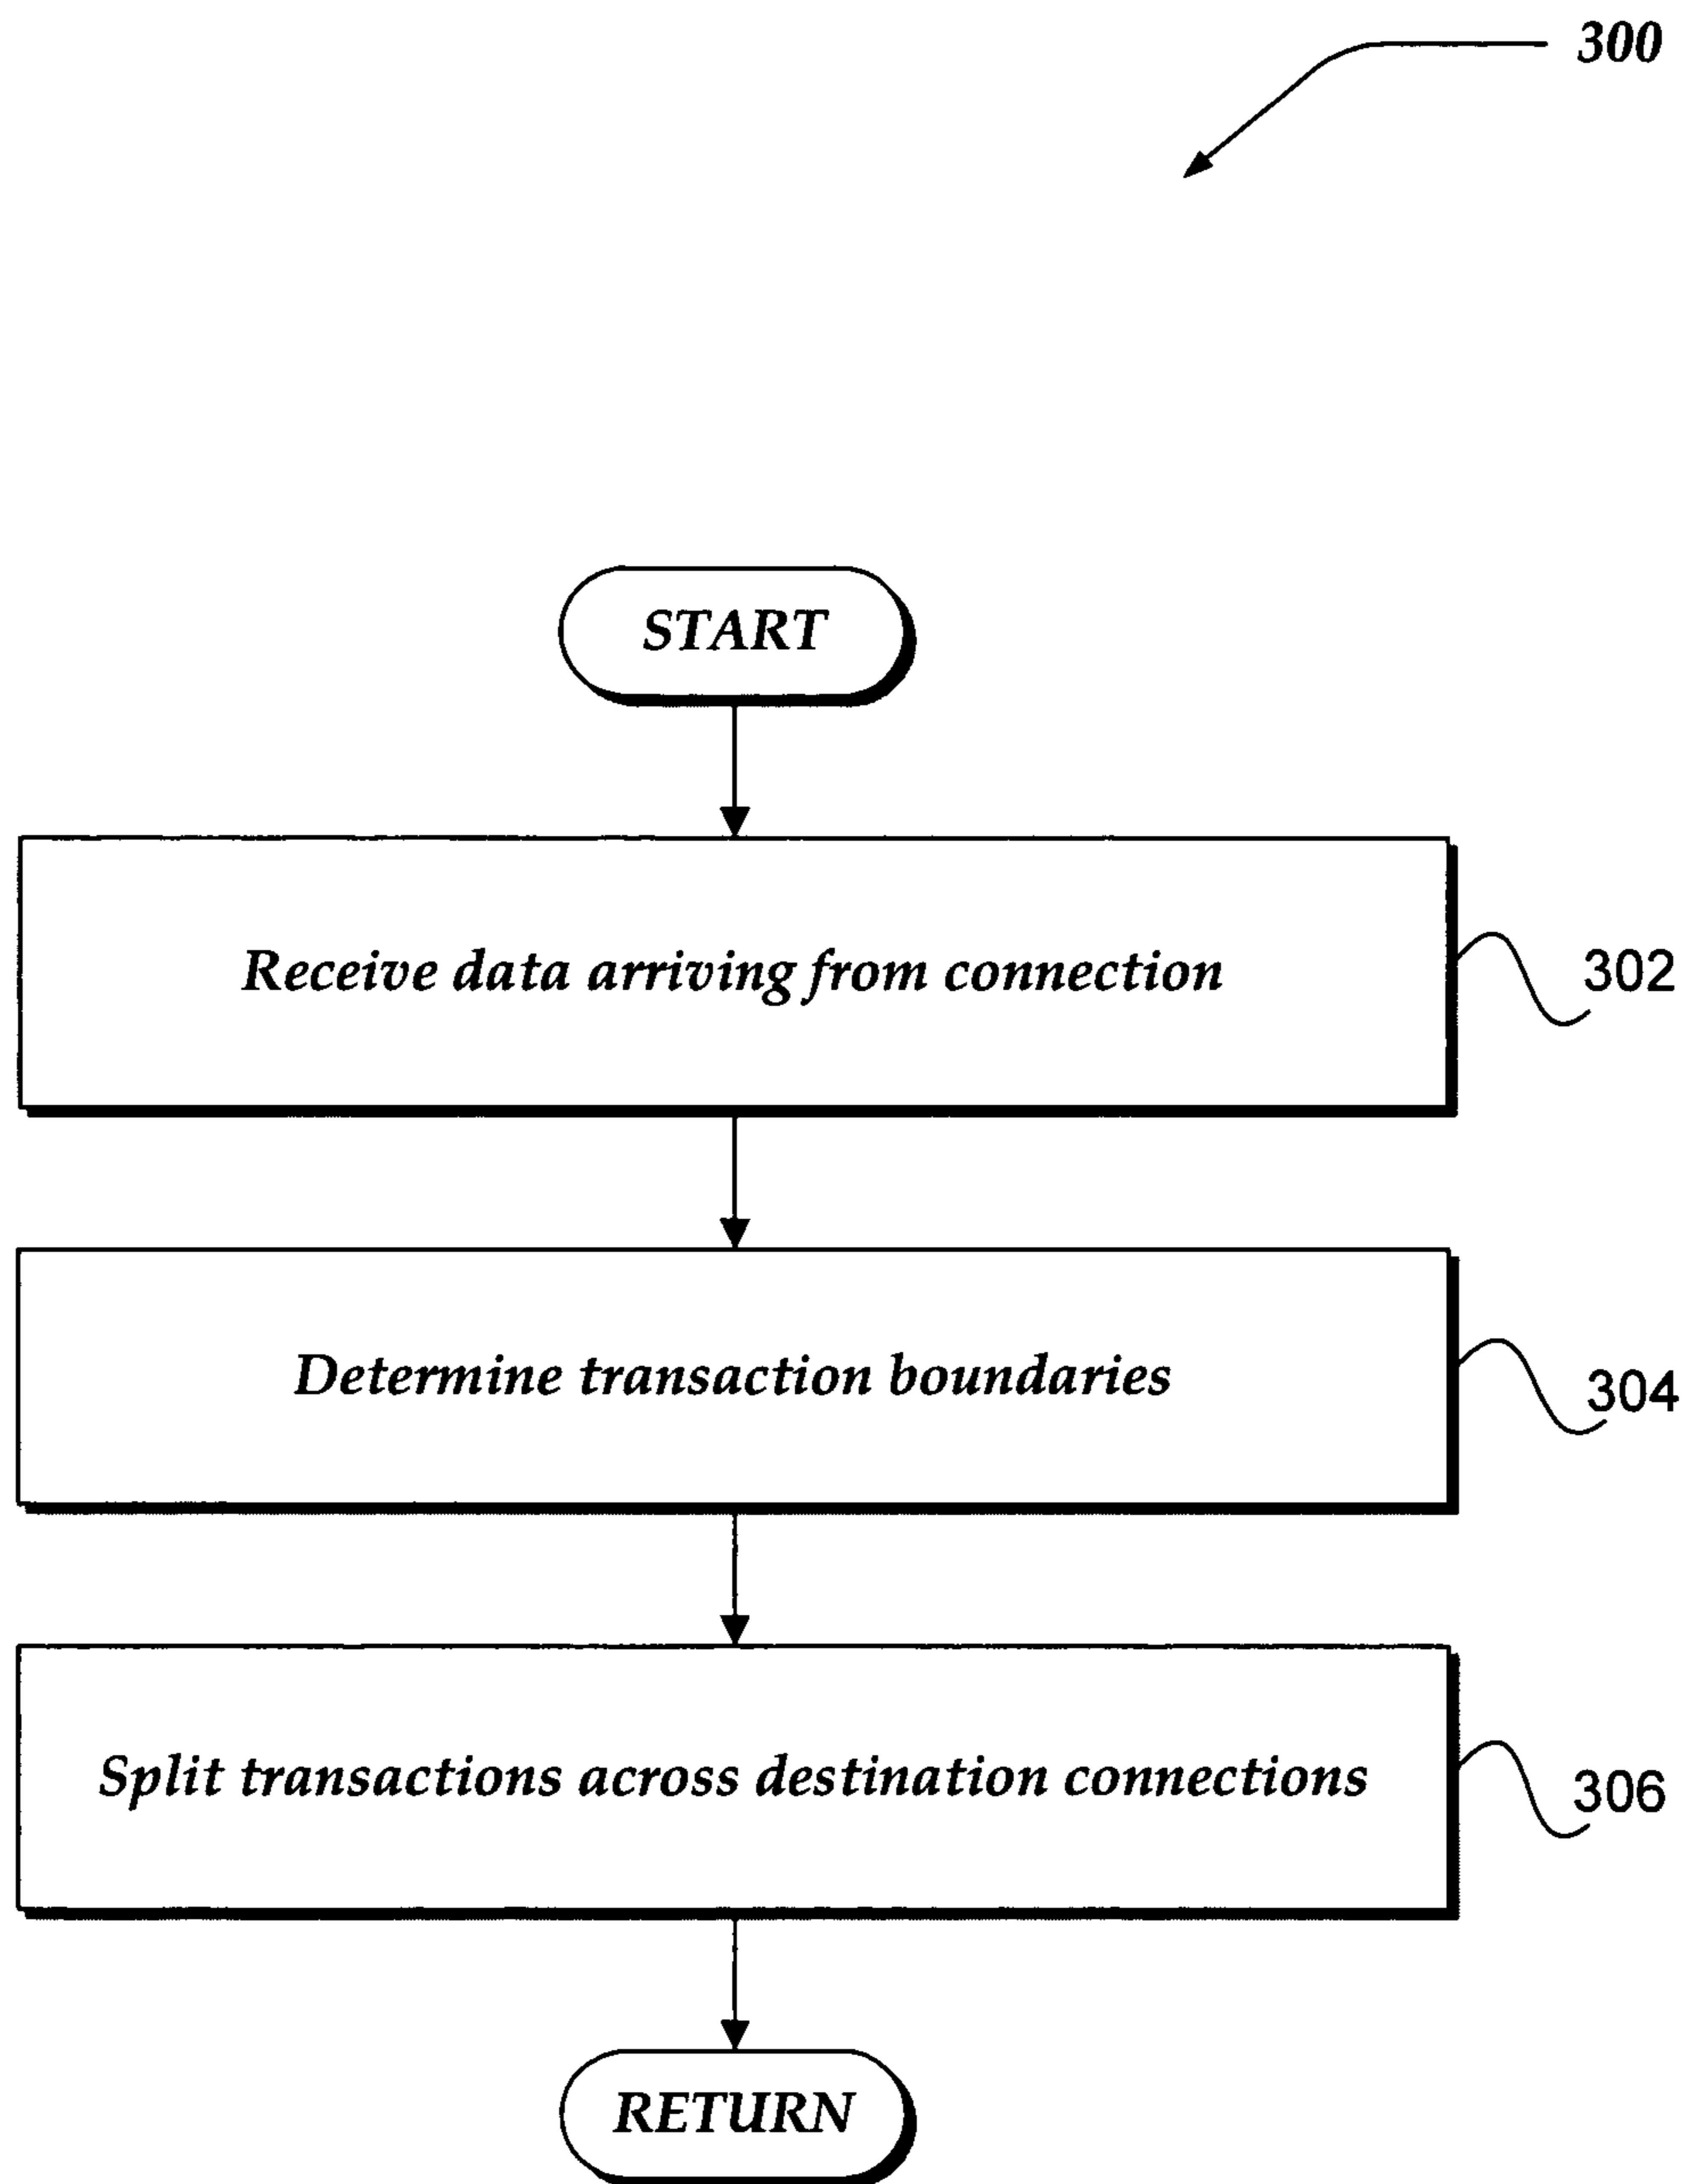 300
START
Receive data arriving from connection
302
Determine transaction boundaries
304
Split transactions across destination connections
306
RETURN